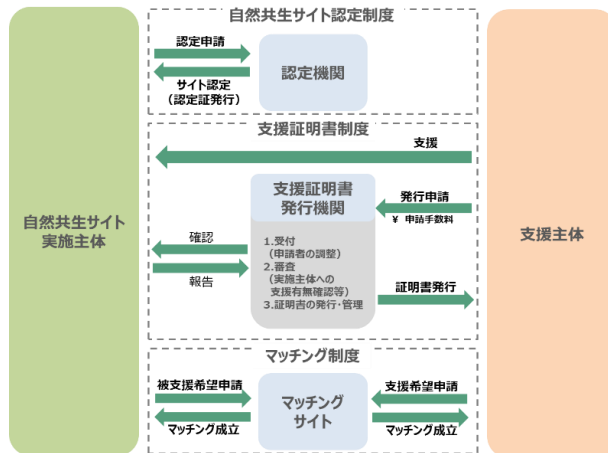 自然共生サイト認定制度
認定申請
サイト認定
(認定証発行)
認定機関
支援証明書制度
支援
支援証明書
発行機関
発行申請
¥ 申請手数料
自然共生サイト
実施主体
支援主体
確認
報告
1.受付
(申請者の調整)
2.審査
(実施主体への
支援有無確認等)
3.証明書の発行・管理
証明書発行
マッチング制度
被支援希望申請
マッチング成立
マッチング
サイト
支援希望申請
マッチング成立